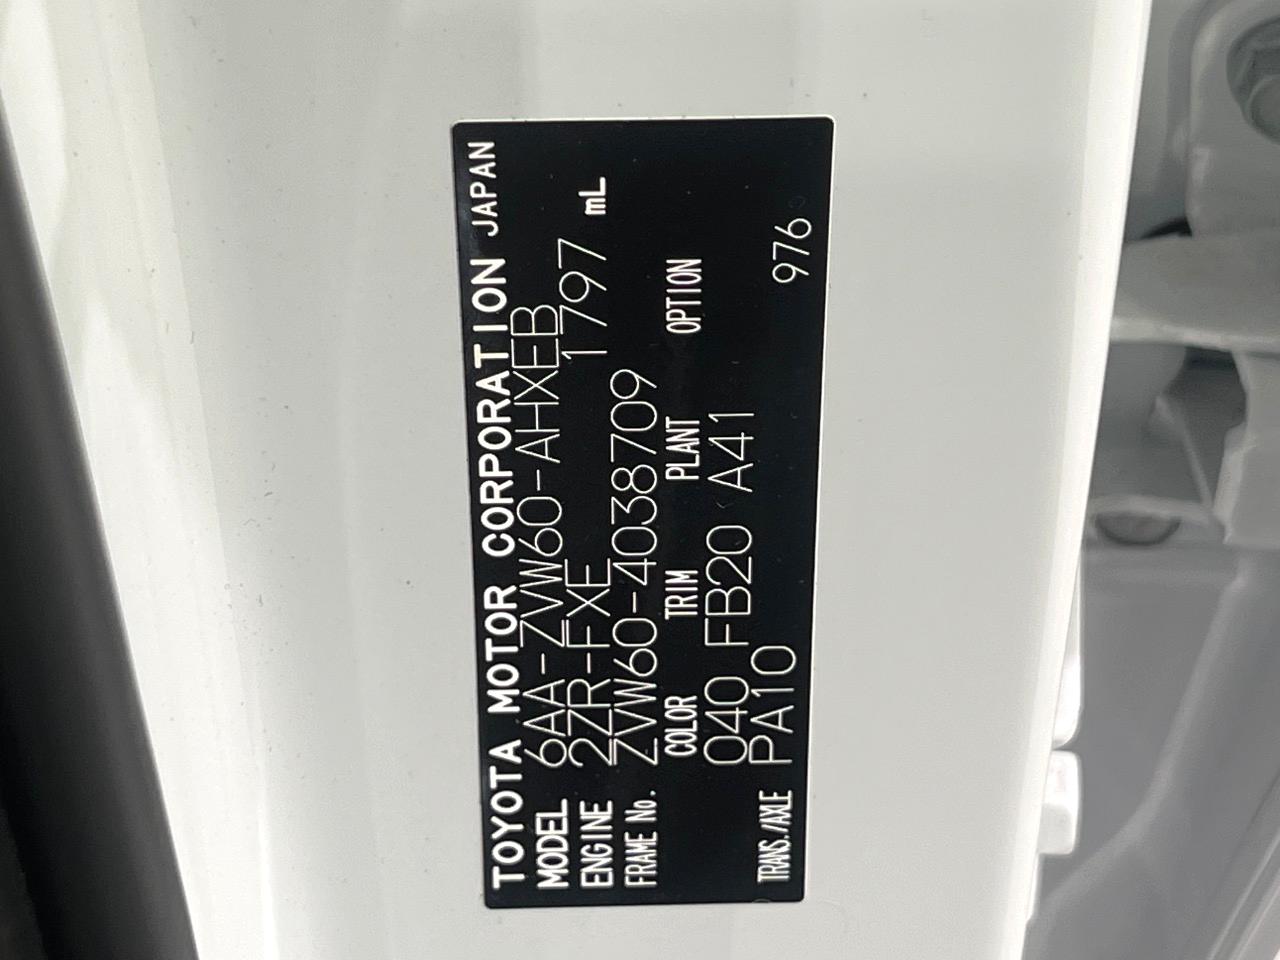 TOYOTA MOTOR CORPORATION JAPAN
MODEL 6AA-ZVW60-AHXEB
ENGINE 2ZR-FXE 1797 mL
FRAME No. ZVW60-4038709
COLOR TRIM PLANT OPTION
040 FB20 A41
TRANS./AXLE PA10 976